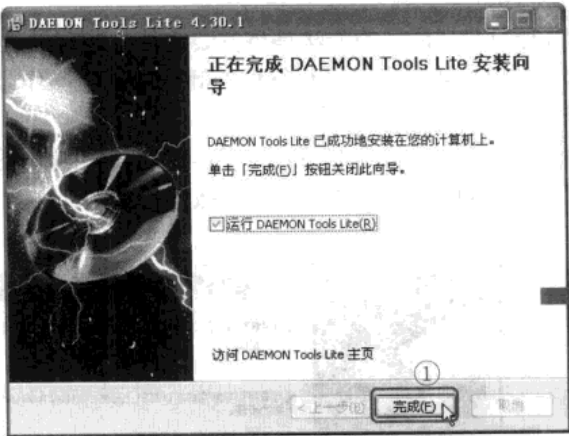 DAEMON Tools Lite 4.30.1
正在完成 DAEMON Tools Lite 安装向
导
DAEMON Tools Lite 已成功地安装在您的计算机上。
单击「完成(F)」按钮关闭此向导。
运行 DAEMON Tools Lite(R)
访问 DAEMON Tools Lite 主页
①
< 上一步(P) 完成(F) 取消